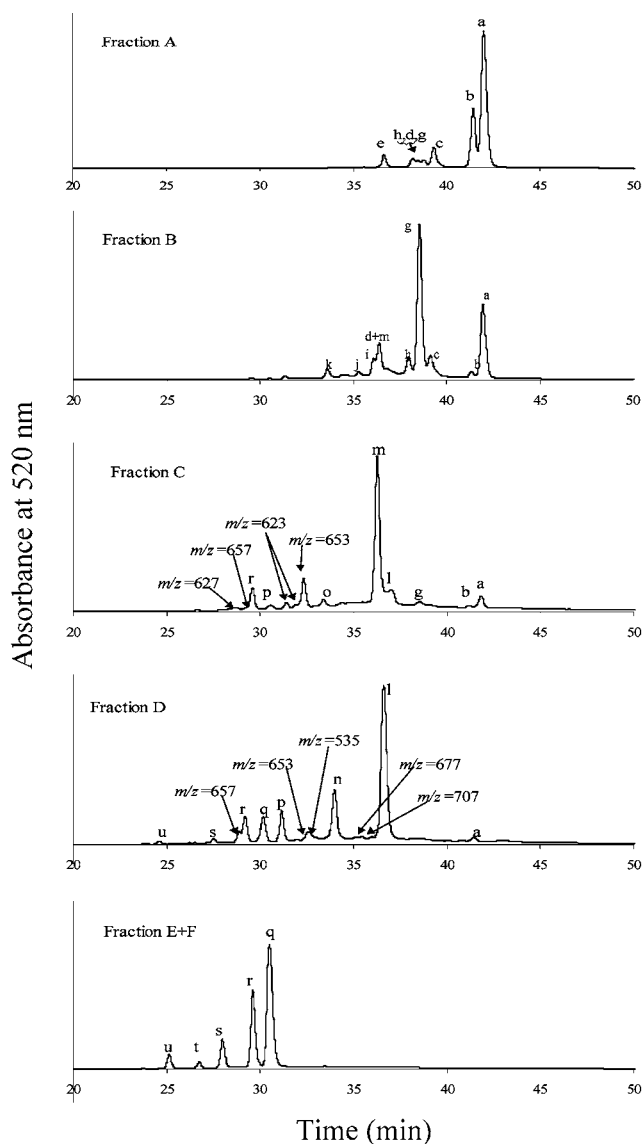 Absorbance at 520 nm
Fraction A
a
b
e
h,d,g
c
20 25 30 35 40 45 50
Fraction B
g
a
d+m
i
k
j
h
c
b
20 25 30 35 40 45 50
Fraction C
m
m/z=623
m/z=653
m/z=657
m/z=627
r
p
o
l
g
b
a
20 25 30 35 40 45 50
Fraction D
l
m/z=535
m/z=653
m/z=677
m/z=657
m/z=707
n
r
q
p
u
s
a
20 25 30 35 40 45 50
Fraction E+F
q
r
s
u
t
20 25 30 35 40 45 50
Time (min)